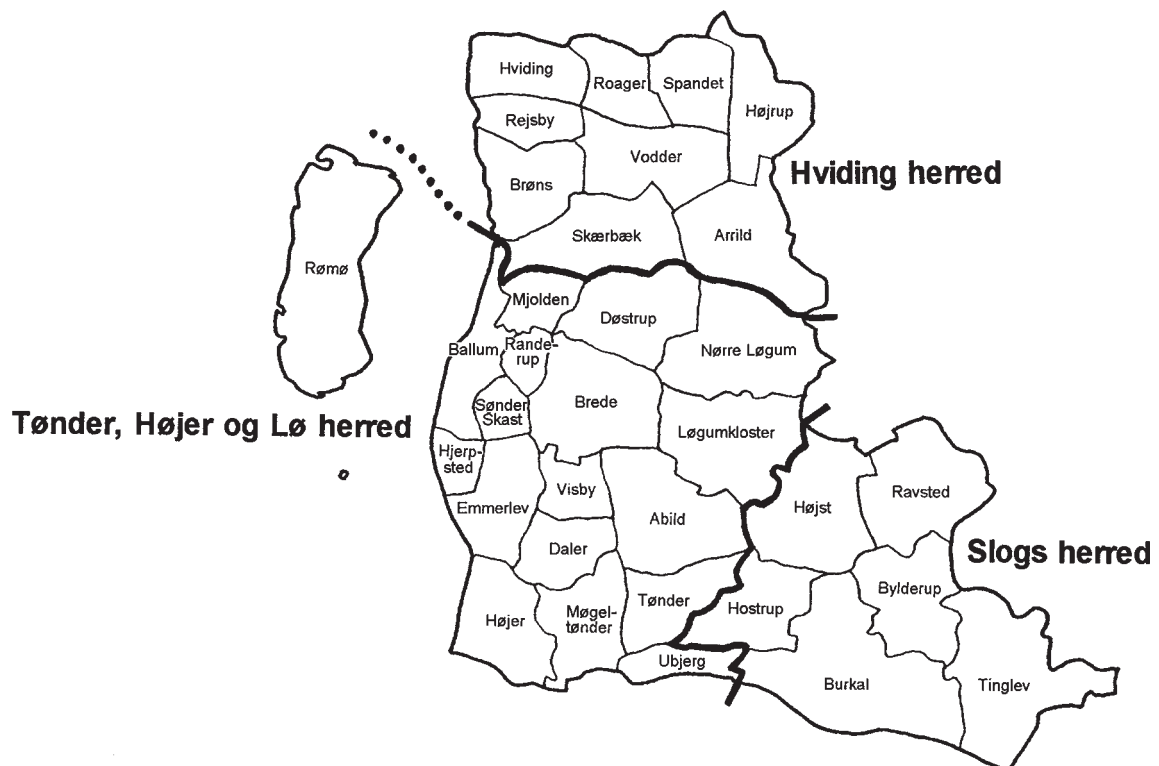 Hviding
Roager
Spandet
Højrup
Rejsby
Vodder
Brøns
Hviding herred
Skærbæk
Arrild
Rømø
Mjolden
Døstrup
Ballum
Rande-
rup
Nørre Løgum
Sønder
Skast
Brede
Tønder, Højer og Lø herred
Løgumkloster
Hjerp-
sted
Visby
Emmerlev
Abild
Højst
Ravsted
Daler
Slogs herred
Bylderup
Højer
Møgel-
tønder
Tønder
Hostrup
Ubjerg
Burkal
Tinglev